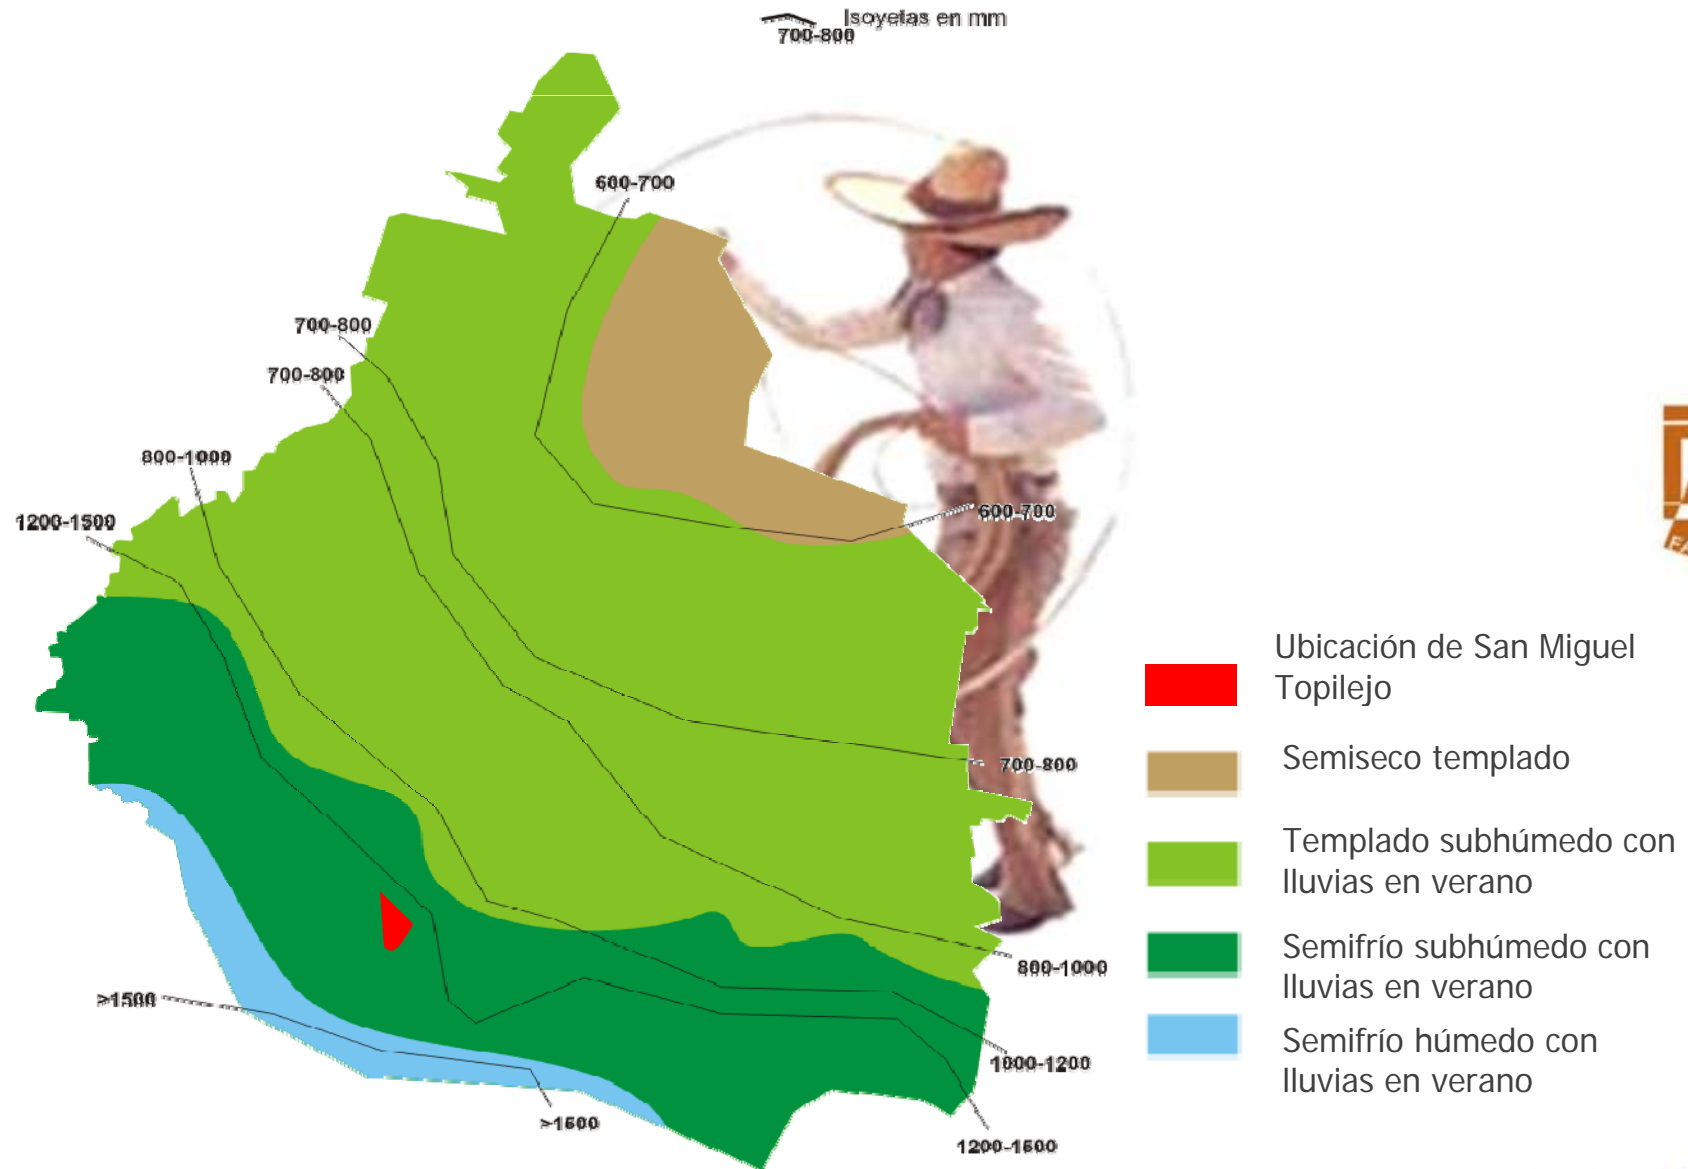 Isoyetas en mm
700-800
600-700
700-800
700-800
800-1000
1200-1500
600-700
Ubicación de San Miguel
Topilejo
Semiseco templado
700-800
Templado subhúmedo con
lluvias en verano
Semifrío subhúmedo con
lluvias en verano
800-1000
>1500
Semifrío húmedo con
lluvias en verano
1000-1200
>1500
1200-1500